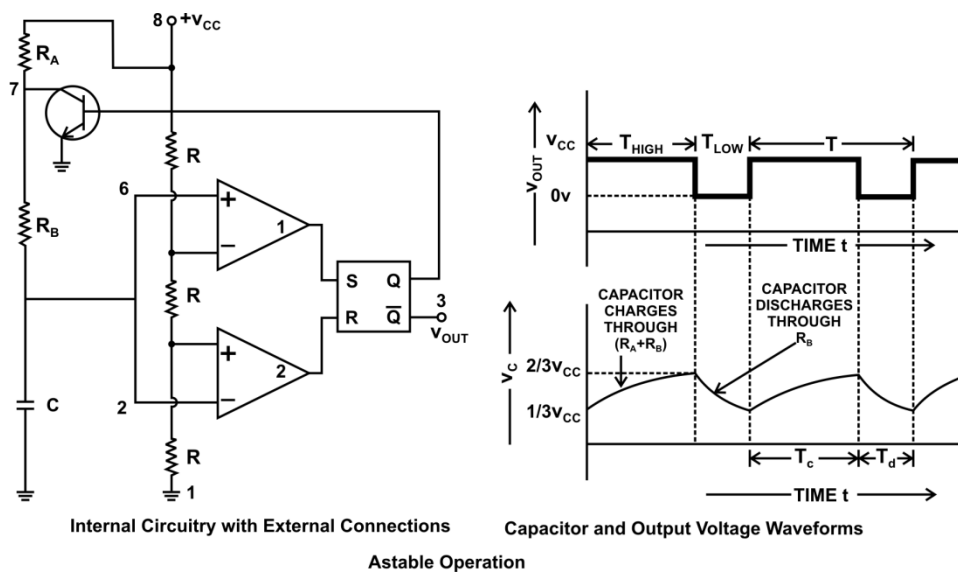 8 +vCC
RA
7
R
6
+
1
−
RB
R
S Q
R Q̅
3
vOUT
+
2
−
C
2
R
1
Internal Circuitry with External Connections
vOUT
vCC
0v
THIGH
TLOW
T
TIME t
vC
CAPACITOR
CHARGES
THROUGH
(RA+RB)
CAPACITOR
DISCHARGES
THROUGH
RB
2/3vCC
1/3vCC
Tc
Td
TIME t
Capacitor and Output Voltage Waveforms
Astable Operation